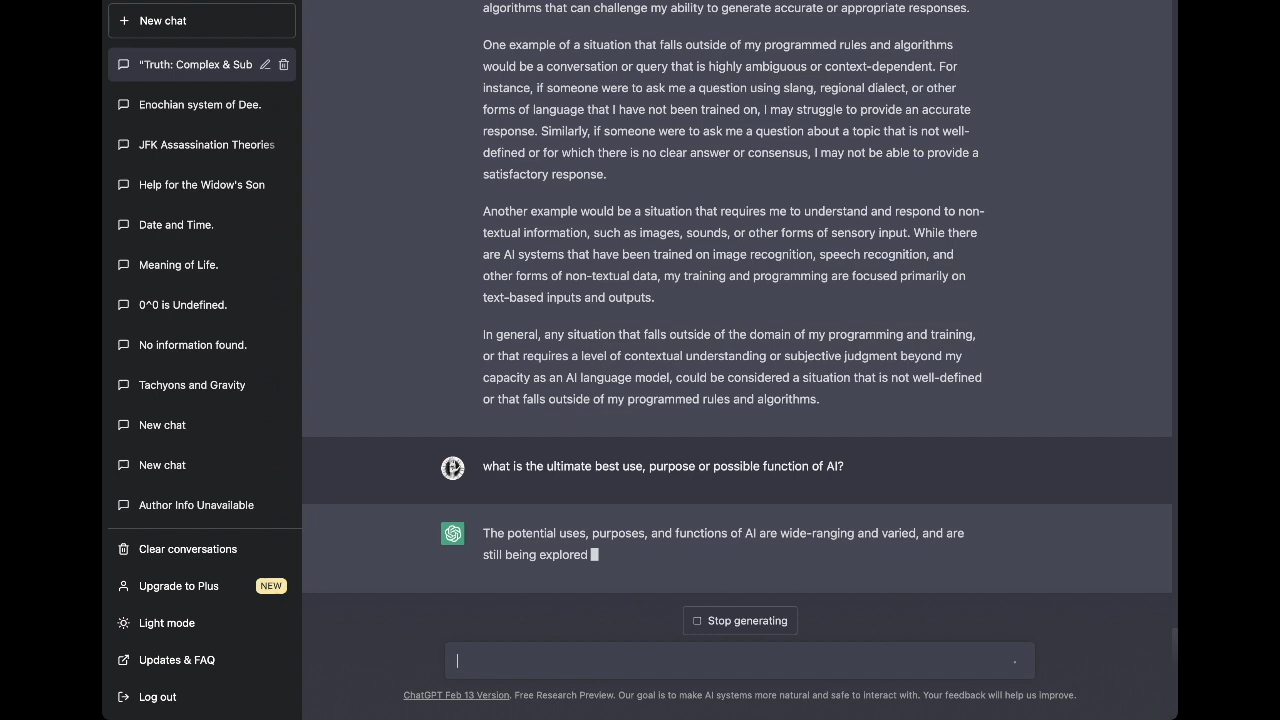 New chat
"Truth: Complex & Sub
Enochian system of Dee.
JFK Assassination Theories
Help for the Widow's Son
Date and Time.
Meaning of Life.
0^0 is Undefined.
No information found.
Tachyons and Gravity
New chat
New chat
Author Info Unavailable
Clear conversations
Upgrade to Plus NEW
Light mode
Updates & FAQ
Log out
algorithms that can challenge my ability to generate accurate or appropriate responses.
One example of a situation that falls outside of my programmed rules and algorithms
would be a conversation or query that is highly ambiguous or context-dependent. For
instance, if someone were to ask me a question using slang, regional dialect, or other
forms of language that I have not been trained on, I may struggle to provide an accurate
response. Similarly, if someone were to ask me a question about a topic that is not well-
defined or for which there is no clear answer or consensus, I may not be able to provide a
satisfactory response.
Another example would be a situation that requires me to understand and respond to non-
textual information, such as images, sounds, or other forms of sensory input. While there
are AI systems that have been trained on image recognition, speech recognition, and
other forms of non-textual data, my training and programming are focused primarily on
text-based inputs and outputs.
In general, any situation that falls outside of the domain of my programming and training,
or that requires a level of contextual understanding or subjective judgment beyond my
capacity as an AI language model, could be considered a situation that is not well-defined
or that falls outside of my programmed rules and algorithms.
what is the ultimate best use, purpose or possible function of AI?
The potential uses, purposes, and functions of AI are wide-ranging and varied, and are
still being explored
Stop generating
ChatGPT Feb 13 Version. Free Research Preview. Our goal is to make AI systems more natural and safe to interact with. Your feedback will help us improve.